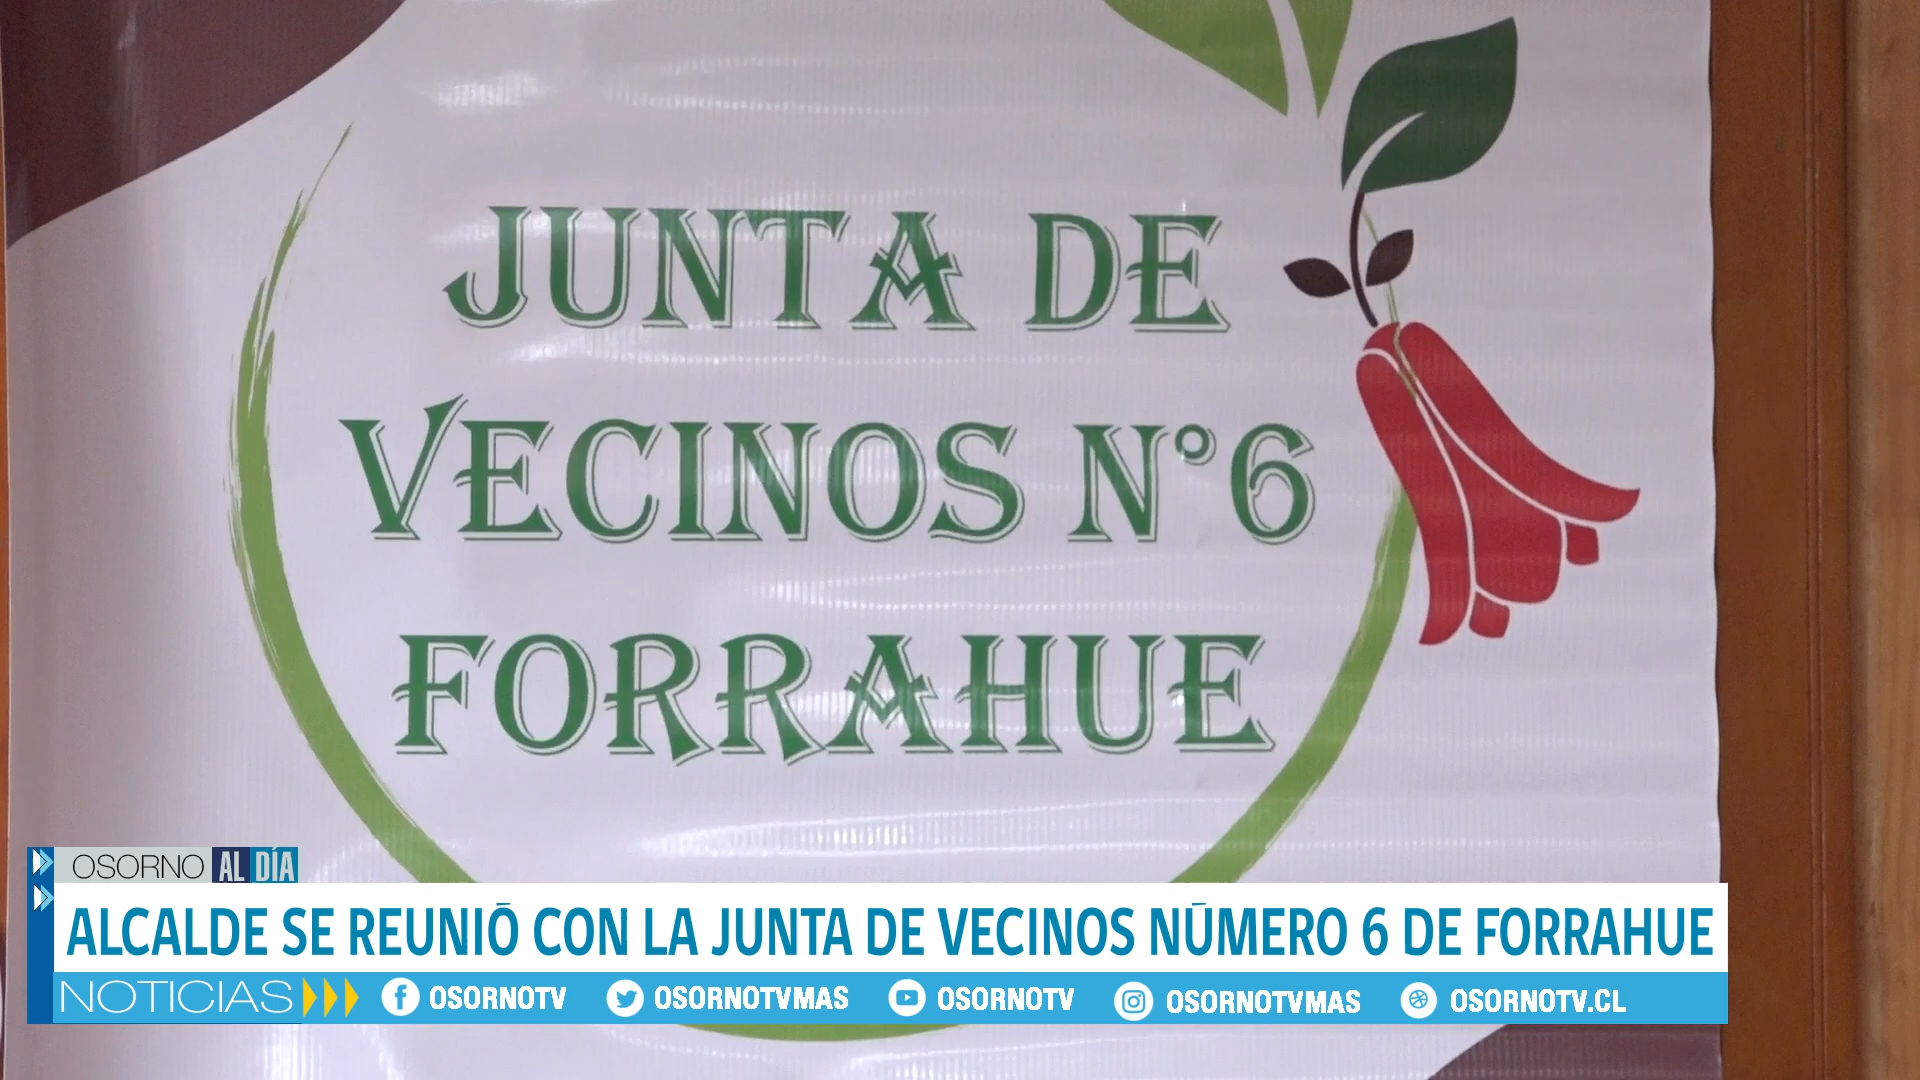 JUNTA DE
VECINOS N°6
FORRAHUE
OSORNO AL DÍA
ALCALDE SE REUNIÓ CON LA JUNTA DE VECINOS NÚMERO 6 DE FORRAHUE
NOTICIAS OSORNOTV OSORNOTVMAS OSORNOTV OSORNOTVMAS OSORNOTV.CL